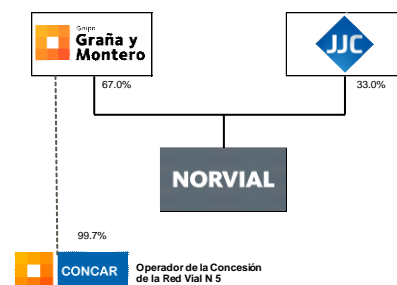 Grupo
Graña y
Montero
JJC
67.0%
33.0%
NORVIAL
99.7%
CONCAR
Operador de la Concesión
de la Red Vial N 5